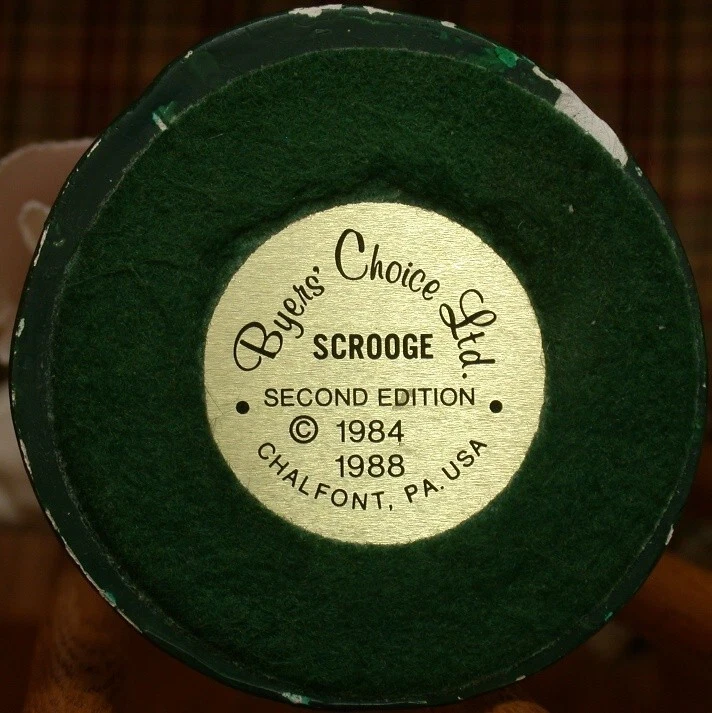 Byers' Choice Ltd.
SCROOGE
• SECOND EDITION •
© 1984
1988
CHALFONT, PA. USA